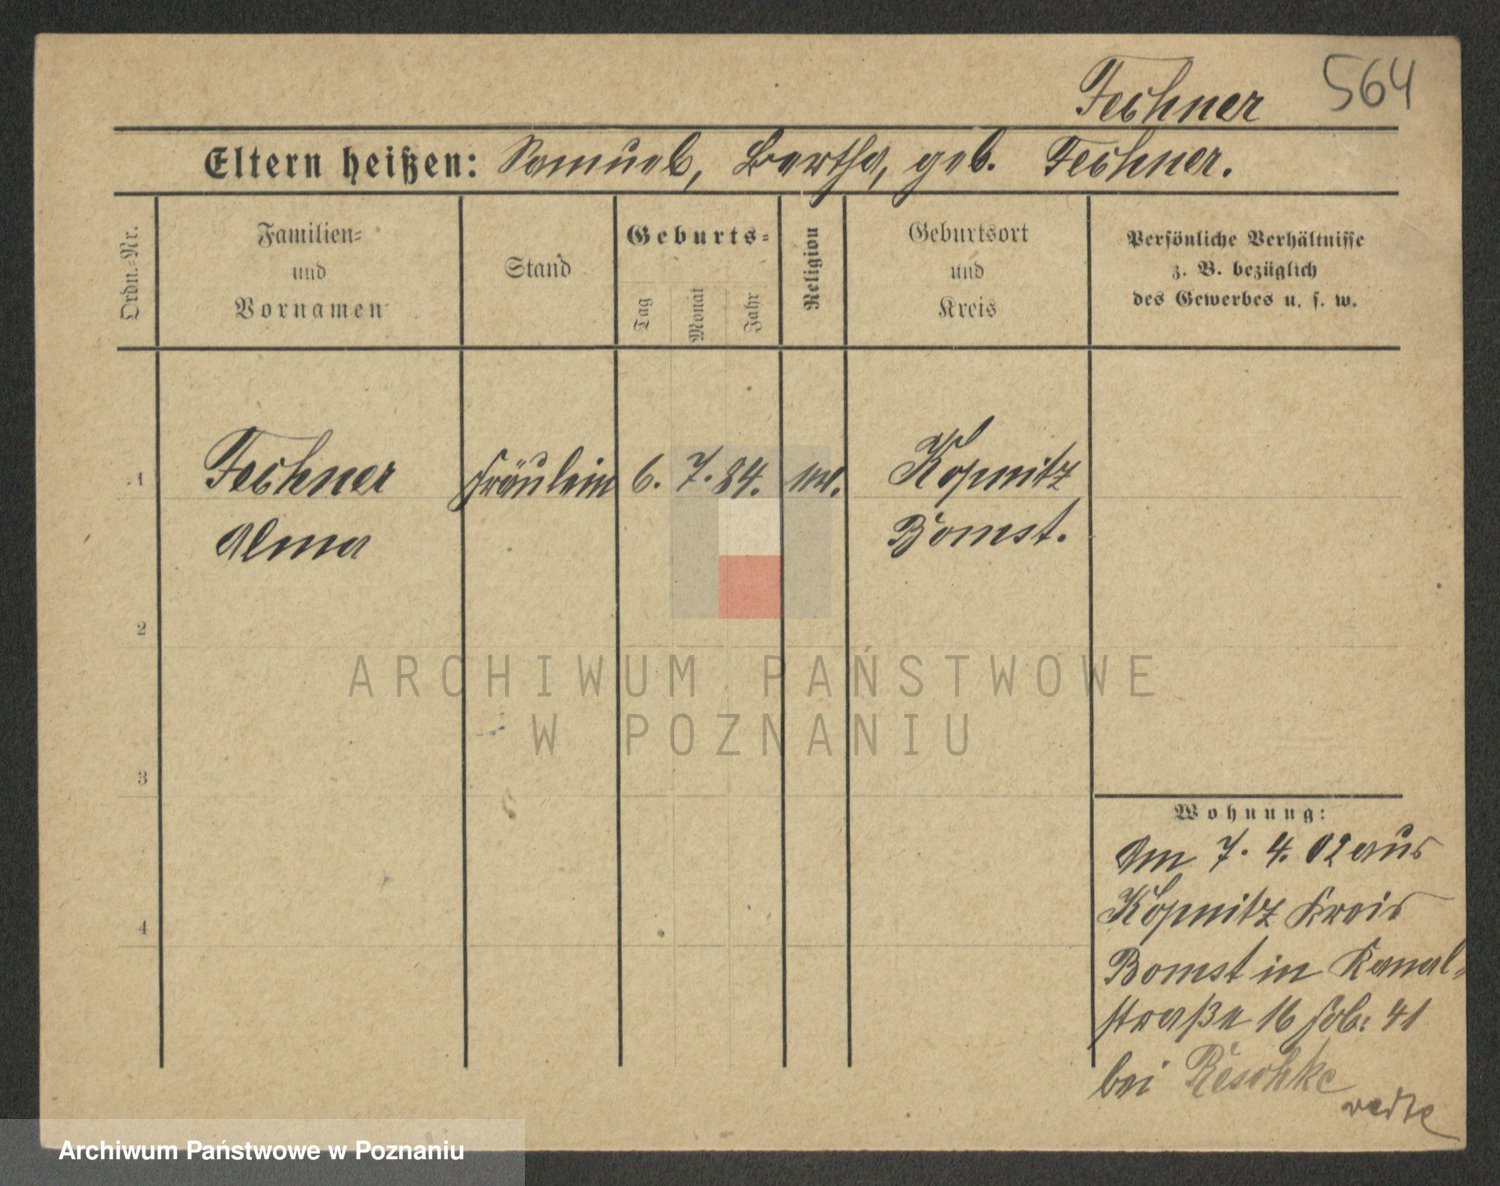 Fechner 564
Eltern heißen: Samuel, Bertha, geb. Fechner.
Ordn.-Nr.
Familien-
und
Vornamen
Stand
Geburts-
Tag
Monat
Jahr
Religion
Geburtsort
und
Kreis
Persönliche Verhältnisse
z. B. bezüglich
des Gewerbes u. s. w.
1 Fechner Fräulein 6. 7. 84. Kopnitz
Alma Bomst.
2
3
4
Wohnung:
Am 7. 4. 02 aus
Kopnitz Kreis
Bomst in Kanal-
straße 16 fol: 41
bei Reschke
ARCHIWUM PAŃSTWOWE
W POZNANIU
Archiwum Państwowe w Poznaniu